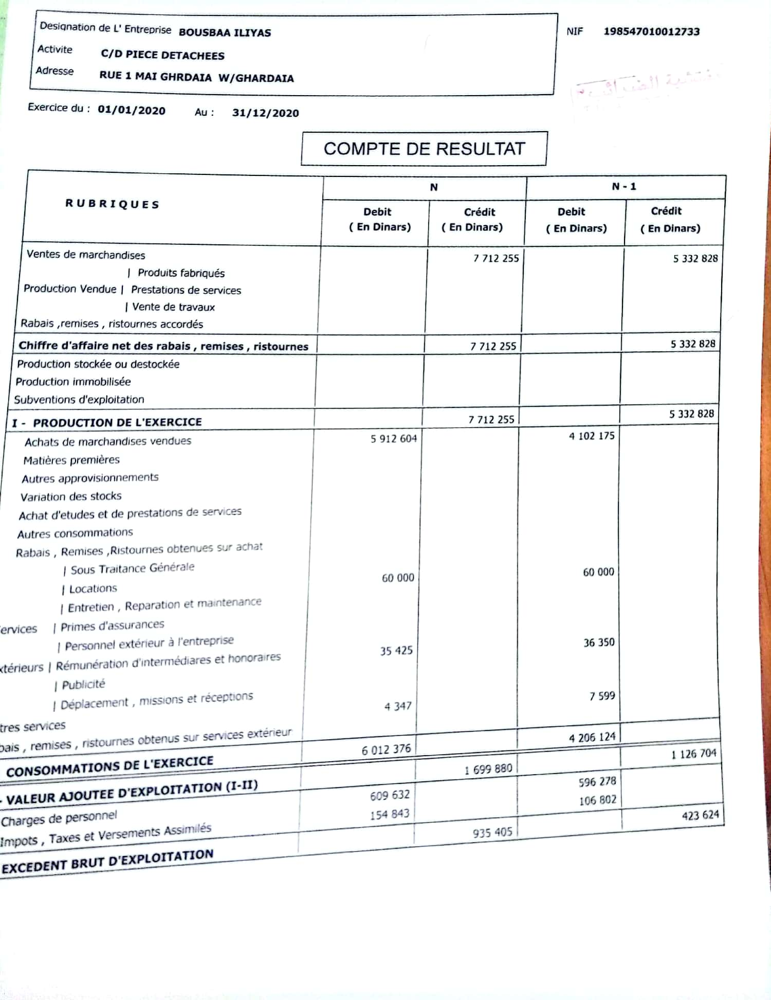 Designation de L' Entreprise BOUSBAA ILIYAS
NIF 198547010012733
Activite C/D PIECE DETACHEES
Adresse RUE 1 MAI GHRDAIA W/GHARDAIA
مفتشية الضرائب
Exercice du : 01/01/2020 Au : 31/12/2020
COMPTE DE RESULTAT
RUBRIQUES N N - 1
Debit Crédit Debit Crédit
( En Dinars) ( En Dinars) ( En Dinars) ( En Dinars)
Ventes de marchandises 7 712 255 5 332 828
| Produits fabriqués
Production Vendue | Prestations de services
| Vente de travaux
Rabais ,remises , ristournes accordés
Chiffre d'affaire net des rabais , remises , ristournes 7 712 255 5 332 828
Production stockée ou destockée
Production immobilisée
Subventions d'exploitation
I - PRODUCTION DE L'EXERCICE 7 712 255 5 332 828
Achats de marchandises vendues 5 912 604 4 102 175
Matières premières
Autres approvisionnements
Variation des stocks
Achat d'etudes et de prestations de services
Autres consommations
Rabais , Remises ,Ristournes obtenues sur achat
| Sous Traitance Générale
| Locations 60 000 60 000
| Entretien , Reparation et maintenance
ervices | Primes d'assurances
| Personnel extérieur à l'entreprise
xtérieurs | Rémunération d'intermédiares et honoraires 35 425 36 350
| Publicité
| Déplacement , missions et réceptions
tres services 4 347 7 599
bais , remises , ristournes obtenus sur services extérieur
CONSOMMATIONS DE L'EXERCICE 6 012 376 4 206 124
- VALEUR AJOUTEE D'EXPLOITATION (I-II) 1 699 880 1 126 704
Charges de personnel 609 632 596 278
Impots , Taxes et Versements Assimilés 154 843 106 802
EXCEDENT BRUT D'EXPLOITATION 935 405 423 624